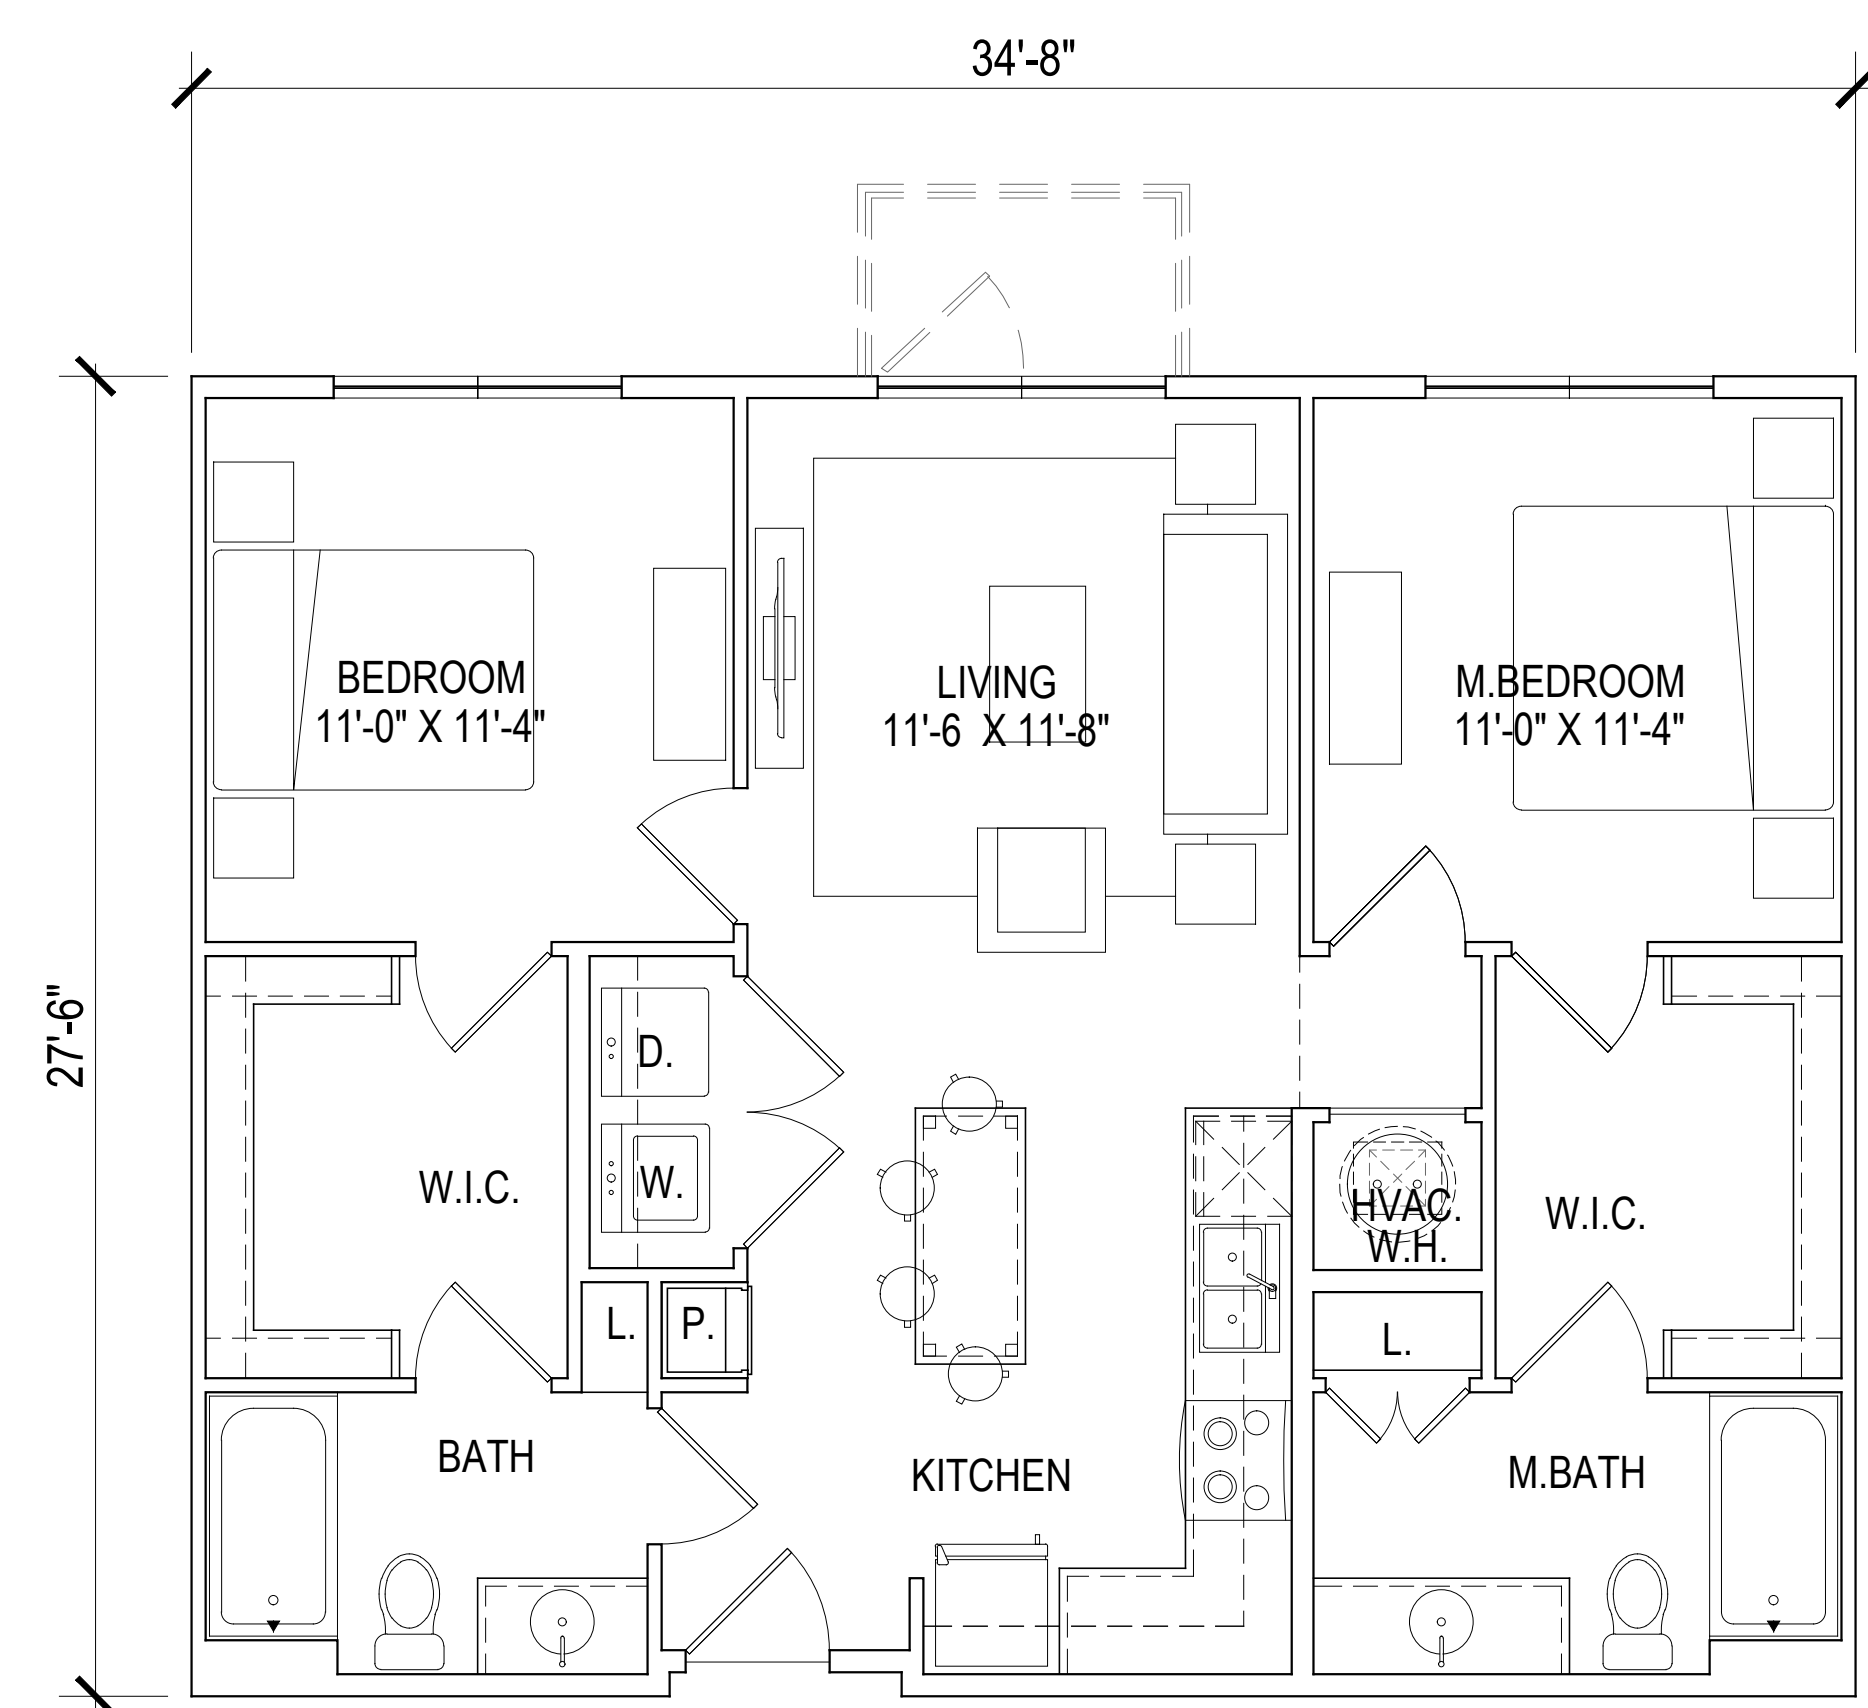 34'-8"
27'-6"
BEDROOM
11'-0" X 11'-4"
LIVING
11'-6  X 11'-8"
M.BEDROOM
11'-0" X 11'-4"
D.
W.
W.I.C.
HVAC.
W.H.
W.I.C.
L.
P.
L.
BATH
KITCHEN
M.BATH